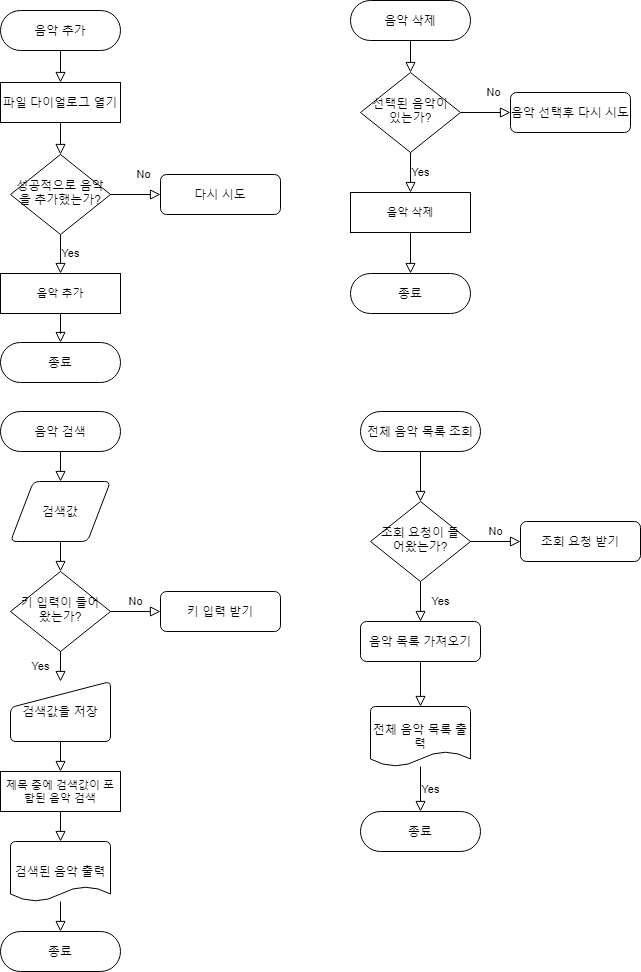 음악 추가
파일 다이얼로그 열기
성공적으로 음악
을 추가했는가?
No
다시 시도
Yes
음악 추가
종료
음악 삭제
선택된 음악이
있는가?
No
음악 선택후 다시 시도
Yes
음악 삭제
종료
음악 검색
검색값
키 입력이 들어
왔는가?
No
키 입력 받기
Yes
검색값을 저장
제목 중에 검색값이 포
함된 음악 검색
검색된 음악 출력
종료
전체 음악 목록 조회
조회 요청이 들
어왔는가?
No
조회 요청 받기
Yes
음악 목록 가져오기
전체 음악 목록 출
력
Yes
종료